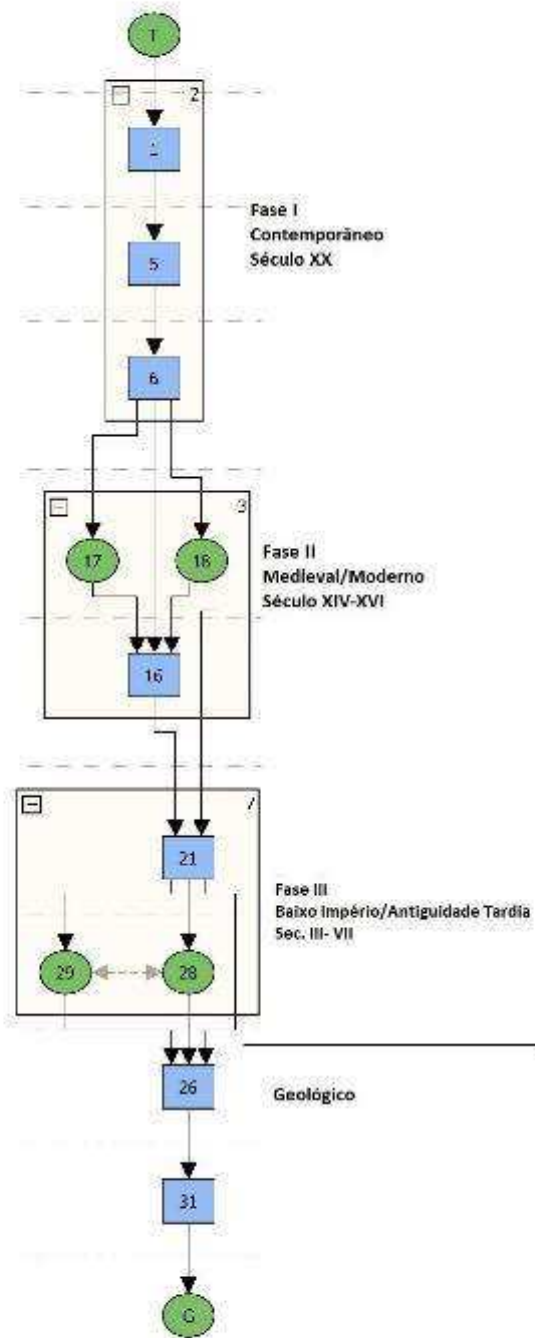 T
2
5
Fase I
Contemporâneo
Século XX
6
3
17
18
Fase II
Medieval/Moderno
Século XIV-XVI
16
7
21
Fase III
Baixo Império/Antiguidade Tardia
Sec. III- VII
29
28
26
Geológico
31
G